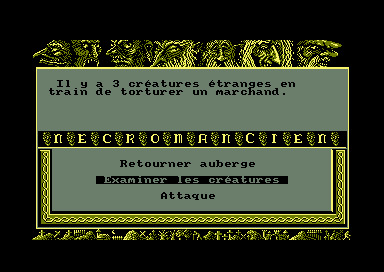 Il y a 3 créatures étranges en
train de torturer un marchand.
NECROMANCIEN
Retourner auberge
Examiner les créatures
Attaque